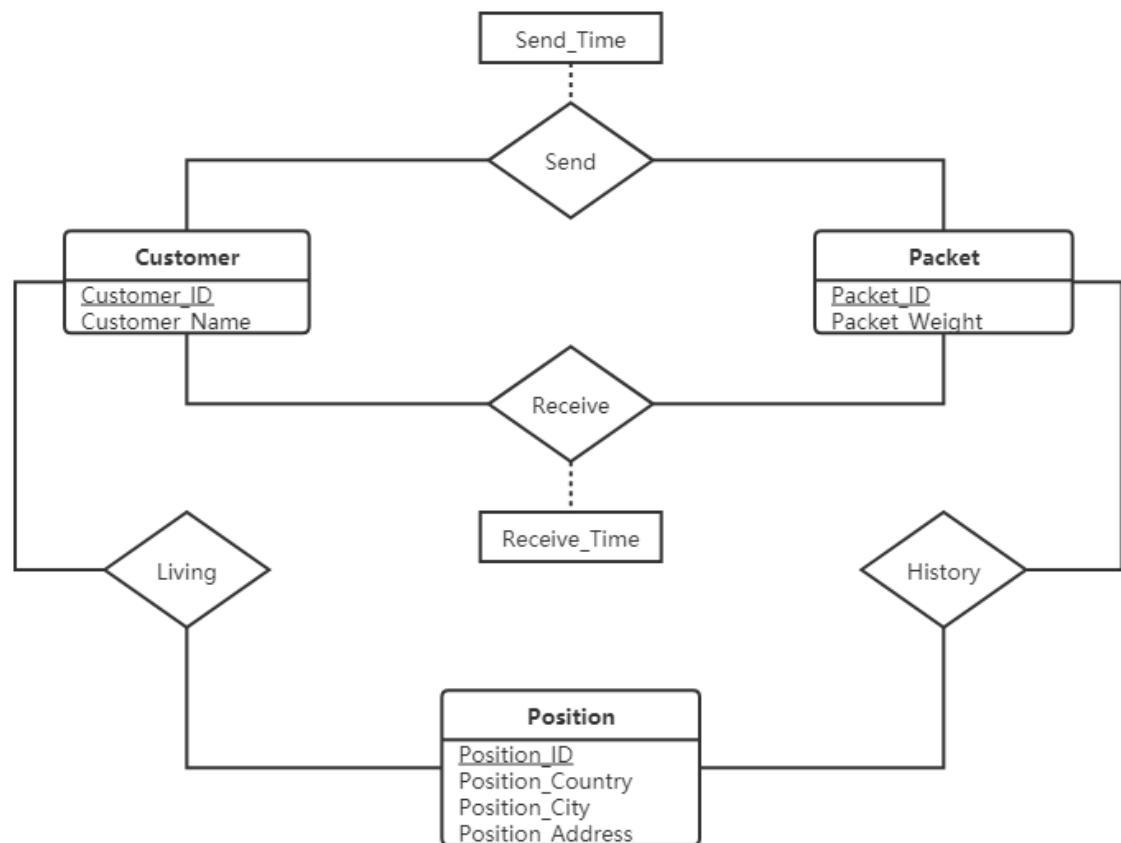 Send_Time
Send
Customer
Customer_ID
Customer_Name
Packet
Packet_ID
Packet_Weight
Receive
Receive_Time
Living
History
Position
Position_ID
Position_Country
Position_City
Position_Address